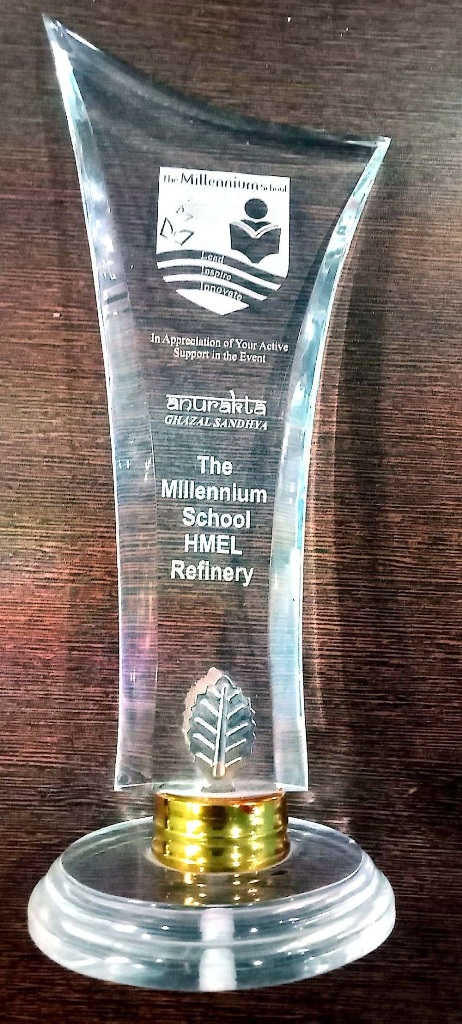 The Millennium School
Lead
Inspire
Innovate
In Appreciation of Your Active
Support in the Event
anurakta
GHAZAL SANDHYA
The
MIllennium
School
HMEL
Refinery